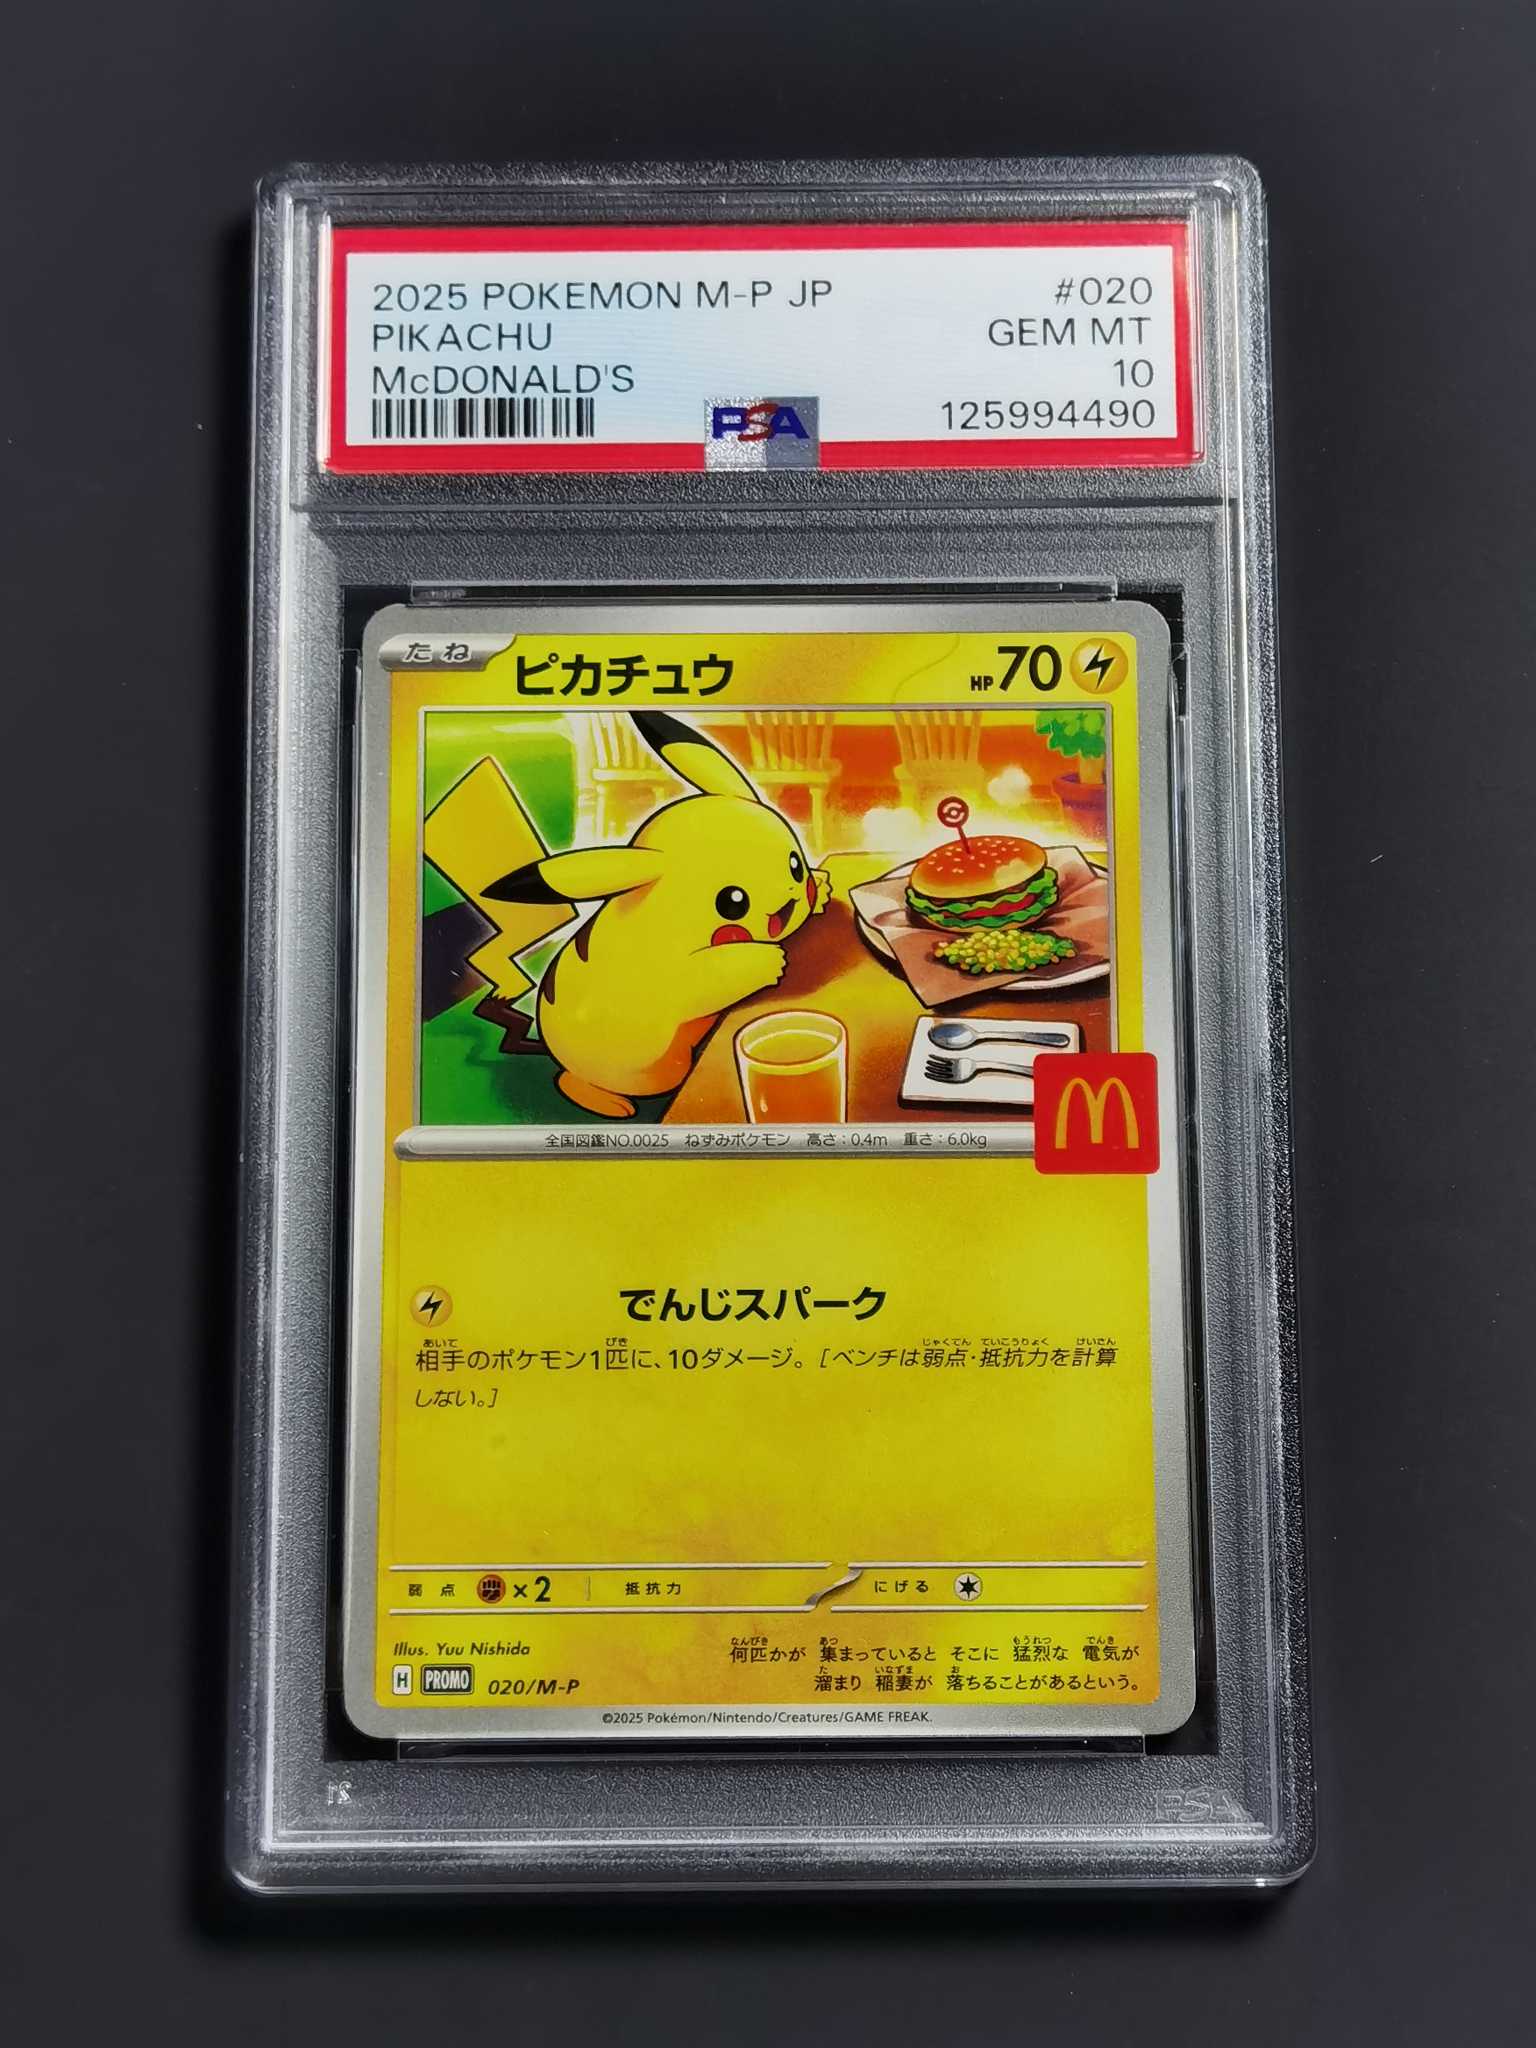 2025 POKEMON M-P JP #020
PIKACHU GEM MT
McDONALD'S 10
PSA 125994490
たね ピカチュウ HP70
M
全国図鑑NO.0025 ねずみポケモン 高さ:0.4m 重さ:6.0kg
でんじスパーク
相手のポケモン1匹に、10ダメージ。[ベンチは弱点・抵抗力を計算
しない。]
弱点 ×2 抵抗力 にげる
Illus. Yuu Nishida
何匹かが 集まっていると そこに 猛烈な 電気が
H PROMO 020/M-P
溜まり 稲妻が 落ちることがあるという。
©2025 Pokémon/Nintendo/Creatures/GAME FREAK.
21 PSA